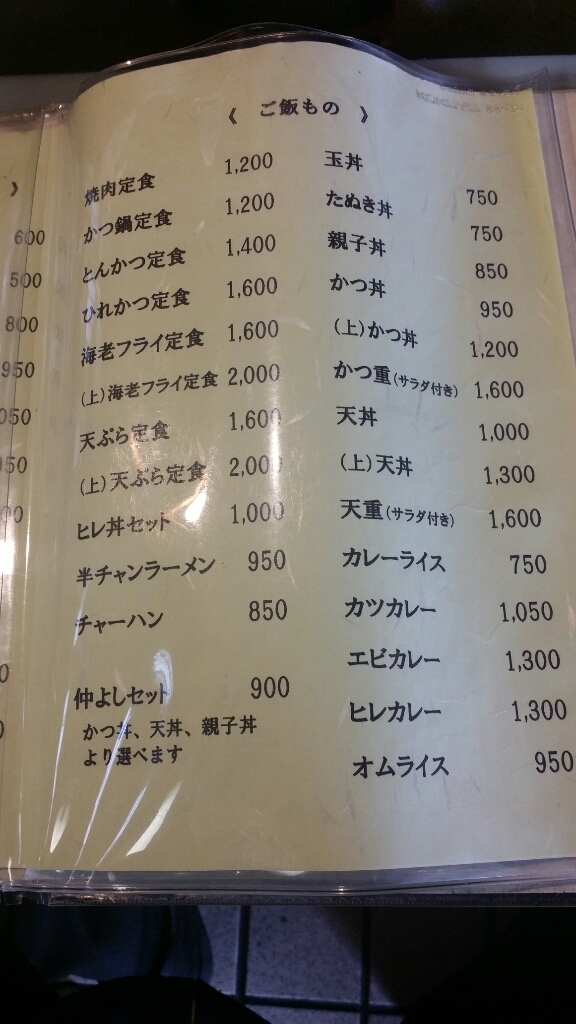 《 ご飯もの 》
焼肉定食 1,200
かつ鍋定食 1,200
とんかつ定食 1,400
ひれかつ定食 1,600
海老フライ定食 1,600
(上)海老フライ定食 2,000
天ぷら定食 1,600
(上)天ぷら定食 2,000
ヒレ丼セット 1,000
半チャンラーメン 950
チャーハン 850
仲よしセット 900
かつ丼、天丼、親子丼
より選べます
玉丼 750
たぬき丼 750
親子丼 850
かつ丼 950
(上)かつ丼 1,200
かつ重(サラダ付き) 1,600
天丼 1,000
(上)天丼 1,300
天重(サラダ付き) 1,600
カレーライス 750
カツカレー 1,050
エビカレー 1,300
ヒレカレー 1,300
オムライス 950
》
600
500
800
950